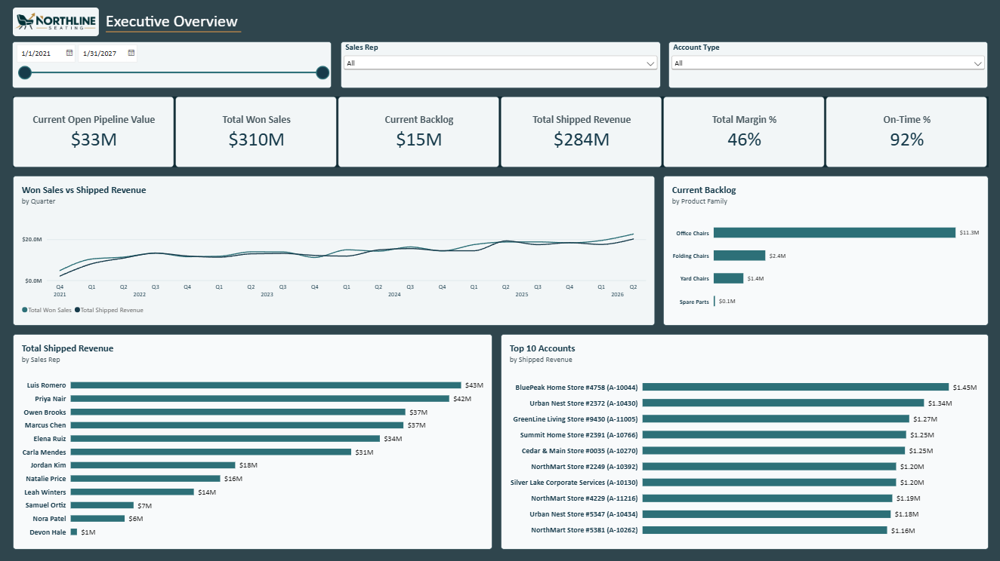 NORTHLINE
SEATING
Executive Overview
1/1/2021 1/31/2027
Sales Rep
All
Account Type
All
Current Open Pipeline Value
$33M
Total Won Sales
$310M
Current Backlog
$15M
Total Shipped Revenue
$284M
Total Margin %
46%
On-Time %
92%
Won Sales vs Shipped Revenue
by Quarter
$20.0M
$0.0M
Q4 Q1 Q2 Q3 Q4 Q1 Q2 Q3 Q4 Q1 Q2 Q3 Q4 Q1 Q2 Q3 Q4 Q1 Q2
2021 2022 2023 2024 2025 2026
Total Won Sales Total Shipped Revenue
Current Backlog
by Product Family
Office Chairs $11.3M
Folding Chairs $2.4M
Yard Chairs $1.4M
Spare Parts $0.1M
Total Shipped Revenue
by Sales Rep
Luis Romero $43M
Priya Nair $42M
Owen Brooks $37M
Marcus Chen $37M
Elena Ruiz $34M
Carla Mendes $31M
Jordan Kim $18M
Natalie Price $16M
Leah Winters $14M
Samuel Ortiz $7M
Nora Patel $6M
Devon Hale $1M
Top 10 Accounts
by Shipped Revenue
BluePeak Home Store #4758 (A-10044) $1.45M
Urban Nest Store #2372 (A-10430) $1.34M
GreenLine Living Store #9430 (A-11005) $1.27M
Summit Home Store #2391 (A-10766) $1.25M
Cedar & Main Store #0035 (A-10270) $1.25M
NorthMart Store #2249 (A-10392) $1.20M
Silver Lake Corporate Services (A-10130) $1.20M
NorthMart Store #4229 (A-11216) $1.19M
Urban Nest Store #5347 (A-10434) $1.18M
NorthMart Store #5381 (A-10262) $1.16M